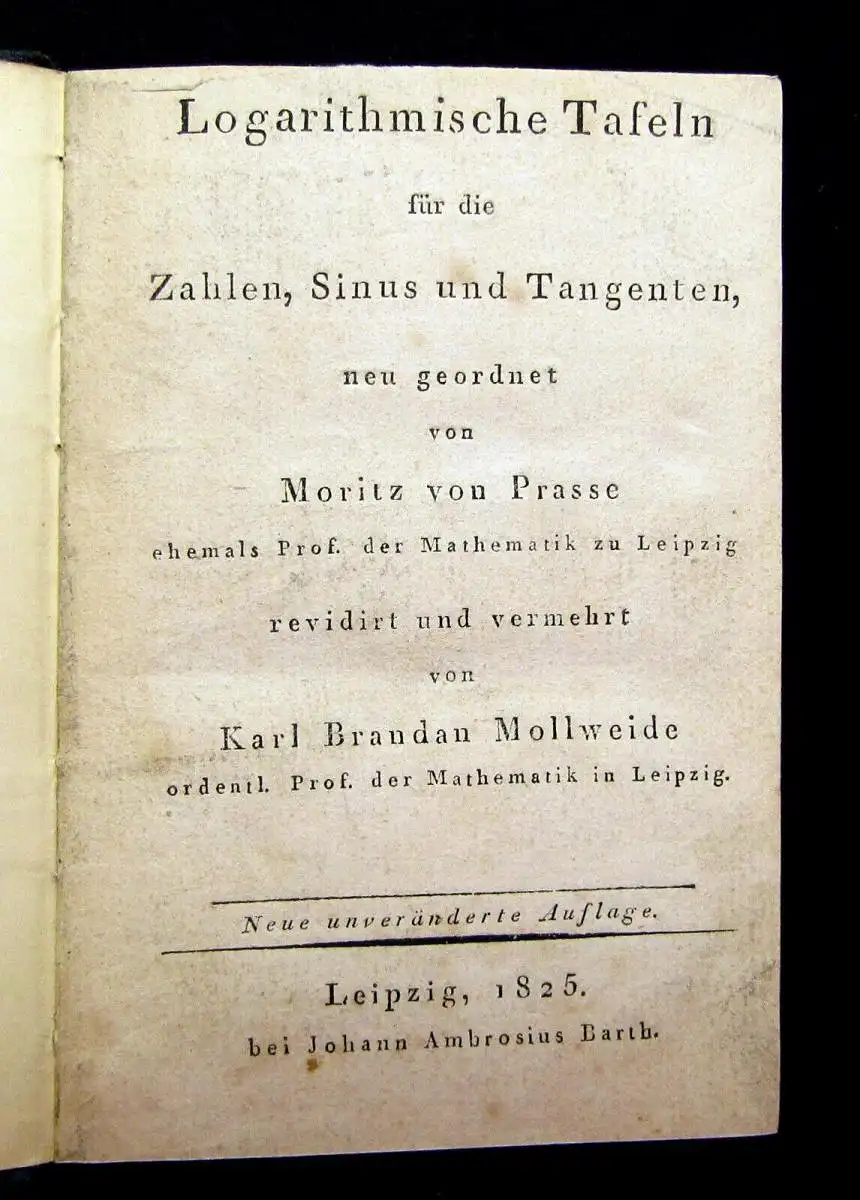 Logarithmische Tafeln
für die
Zahlen, Sinus und Tangenten,
neu geordnet
von
Moritz von Prasse
ehemals Prof. der Mathematik zu Leipzig
revidirt und vermehrt
von
Karl Brandan Mollweide
ordentl. Prof. der Mathematik in Leipzig.
Neue unveränderte Auflage.
Leipzig, 1825.
bei Johann Ambrosius Barth.